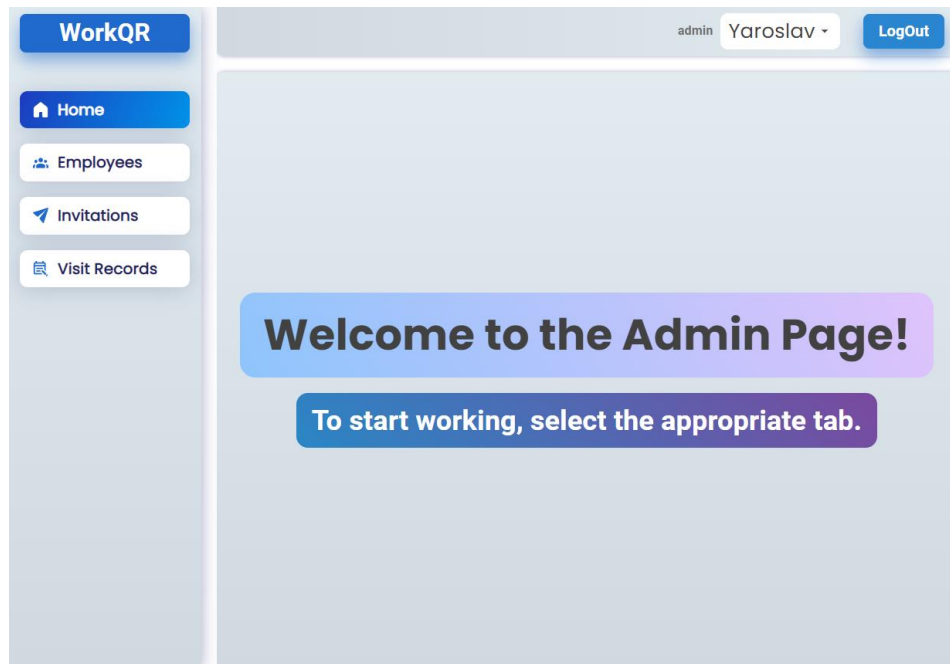 WorkQR
admin Yaroslav LogOut
Home
Employees
Invitations
Visit Records
Welcome to the Admin Page!
To start working, select the appropriate tab.